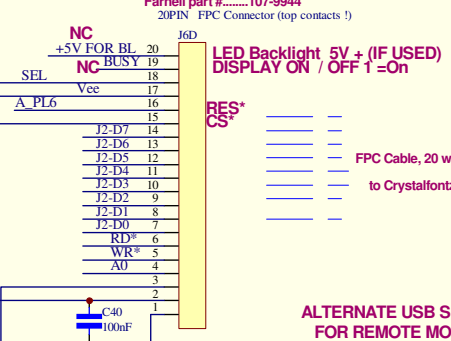 Farnell part #........107-9944
20PIN FPC Connector (top contacts !)
NC J6D
+5V FOR BL 20 LED Backlight 5V + (IF USED)
NC BUSY 19 DISPLAY ON / OFF 1 =On
SEL 18
Vee 17
A_PL6 16 RES*
15 CS*
J2-D7 14
J2-D6 13
J2-D5 12 FPC Cable, 20 w
J2-D4 11
J2-D3 10 to Crystalfontz
J2-D2 9
J2-D1 8
J2-D0 7
RD* 6
WR* 5
A0 4
3
2
1
C40
100nF
ALTERNATE USB S
FOR REMOTE MO